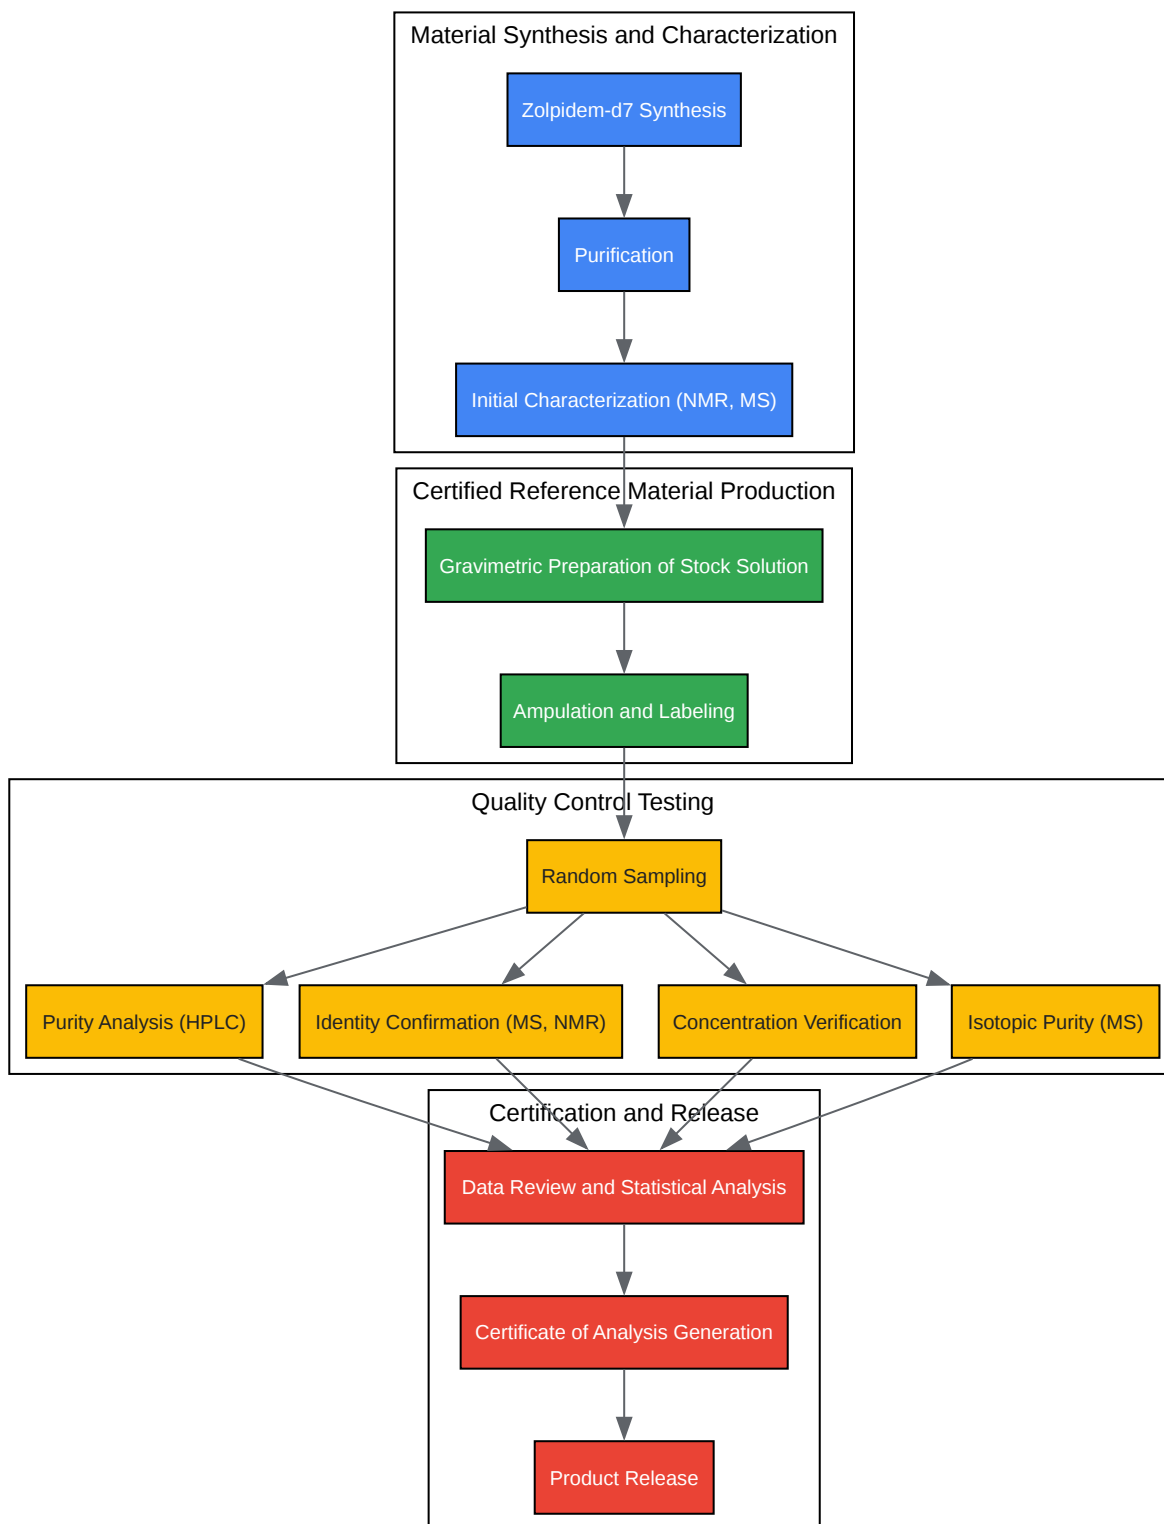 Material Synthesis and Characterization
Zolpidem-d7 Synthesis
Purification
Initial Characterization (NMR, MS)
Certified Reference Material Production
Gravimetric Preparation of Stock Solution
Ampulation and Labeling
Quality Control Testing
Random Sampling
Purity Analysis (HPLC)
Identity Confirmation (MS, NMR)
Concentration Verification
Isotopic Purity (MS)
Certification and Release
Data Review and Statistical Analysis
Certificate of Analysis Generation
Product Release